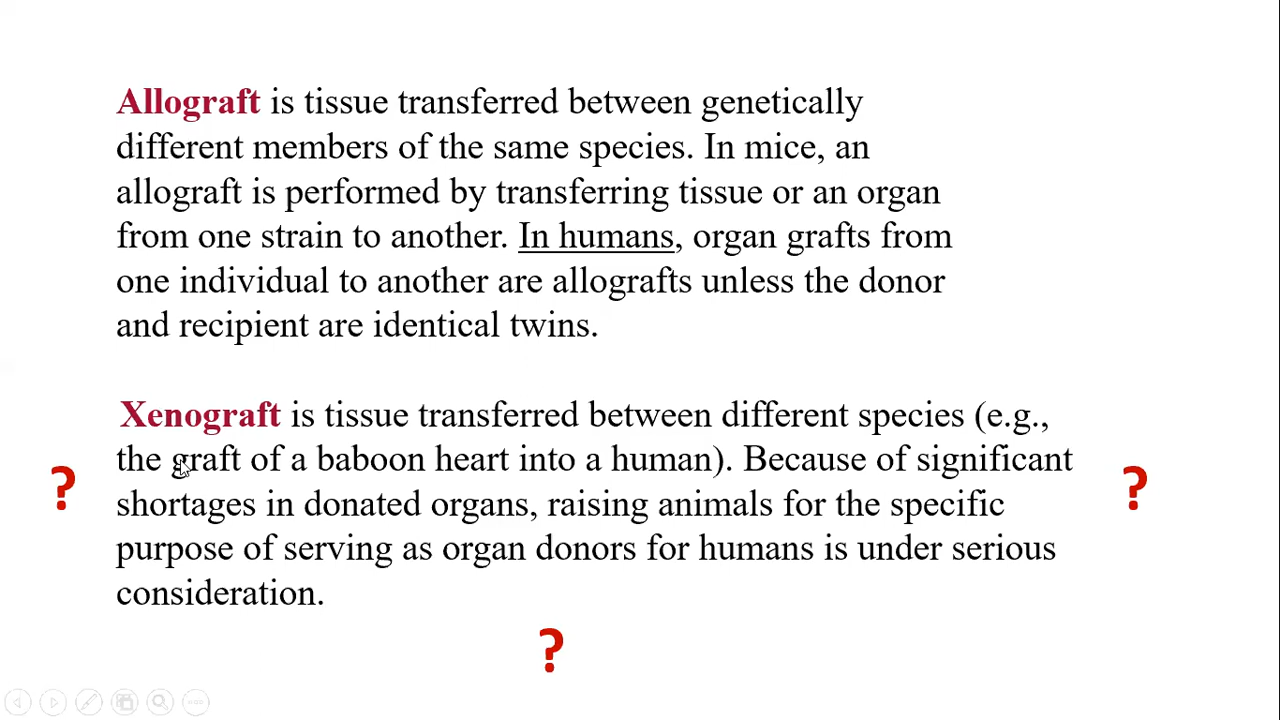 Allograft is tissue transferred between genetically
different members of the same species. In mice, an
allograft is performed by transferring tissue or an organ
from one strain to another. In humans, organ grafts from
one individual to another are allografts unless the donor
and recipient are identical twins.
Xenograft is tissue transferred between different species (e.g.,
the graft of a baboon heart into a human). Because of significant
? ?
shortages in donated organs, raising animals for the specific
purpose of serving as organ donors for humans is under serious
consideration.
?